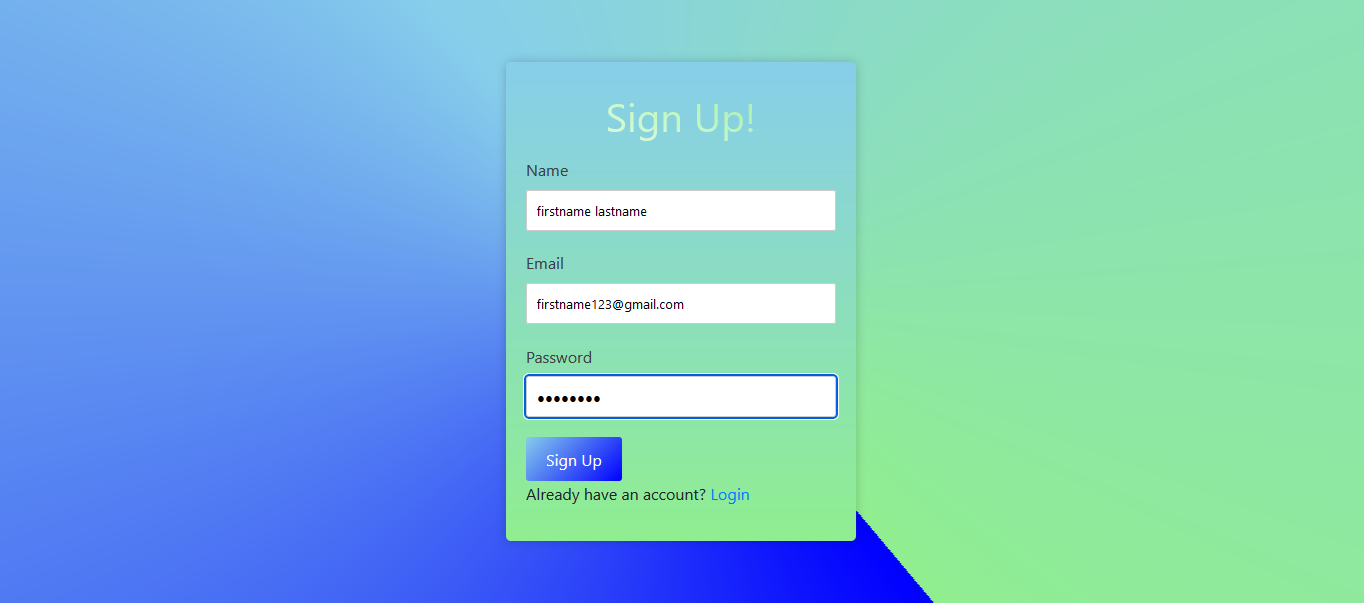 Sign Up!
Name
firstname lastname
Email
firstname123@gmail.com
Password
••••••••
Sign Up
Already have an account? Login